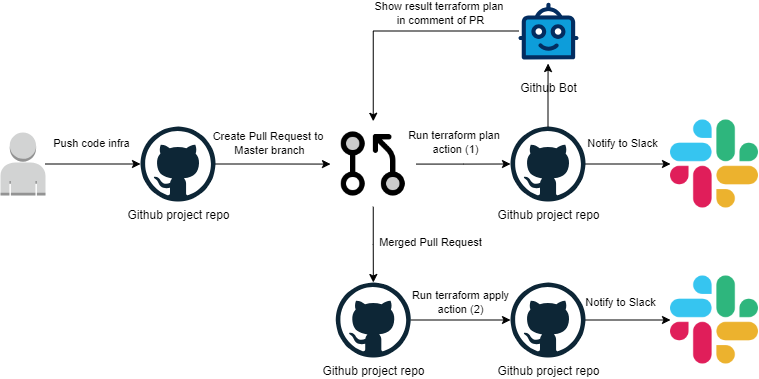 Show result terraform plan
in comment of PR
Github Bot
Push code infra
Create Pull Request to
Master branch
Run terraform plan
action (1)
Notify to Slack
Github project repo
Github project repo
Merged Pull Request
Run terraform apply
action (2)
Notify to Slack
Github project repo
Github project repo